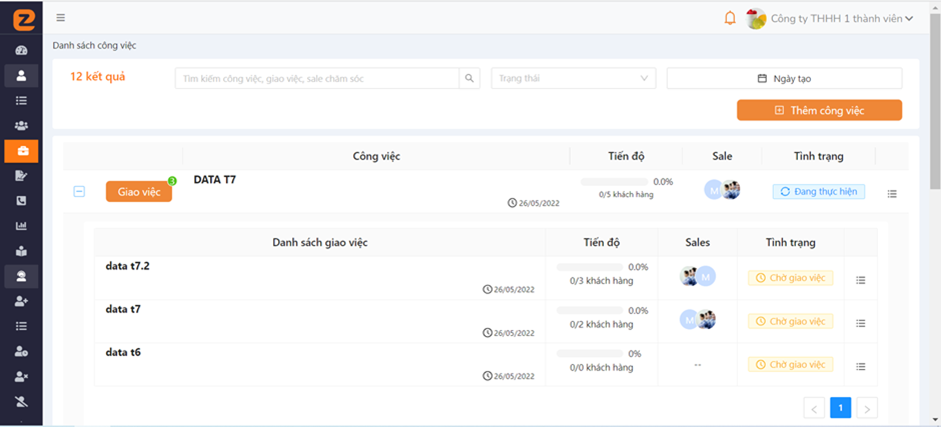 Công ty THHH 1 thành viên
Danh sách công việc
12 kết quả
Tìm kiếm công việc, giao việc, sale chăm sóc
Trạng thái
Ngày tạo
Thêm công việc
Công việc Tiến độ Sale Tình trạng
Giao việc 3 DATA T7 26/05/2022 0.0% M Đang thực hiện
0/5 khách hàng
Danh sách giao việc Tiến độ Sales Tình trạng
data t7.2 26/05/2022 0.0% M Chờ giao việc
0/3 khách hàng
data t7 26/05/2022 0.0% M Chờ giao việc
0/2 khách hàng
data t6 26/05/2022 0% -- Chờ giao việc
0/0 khách hàng
< 1 >